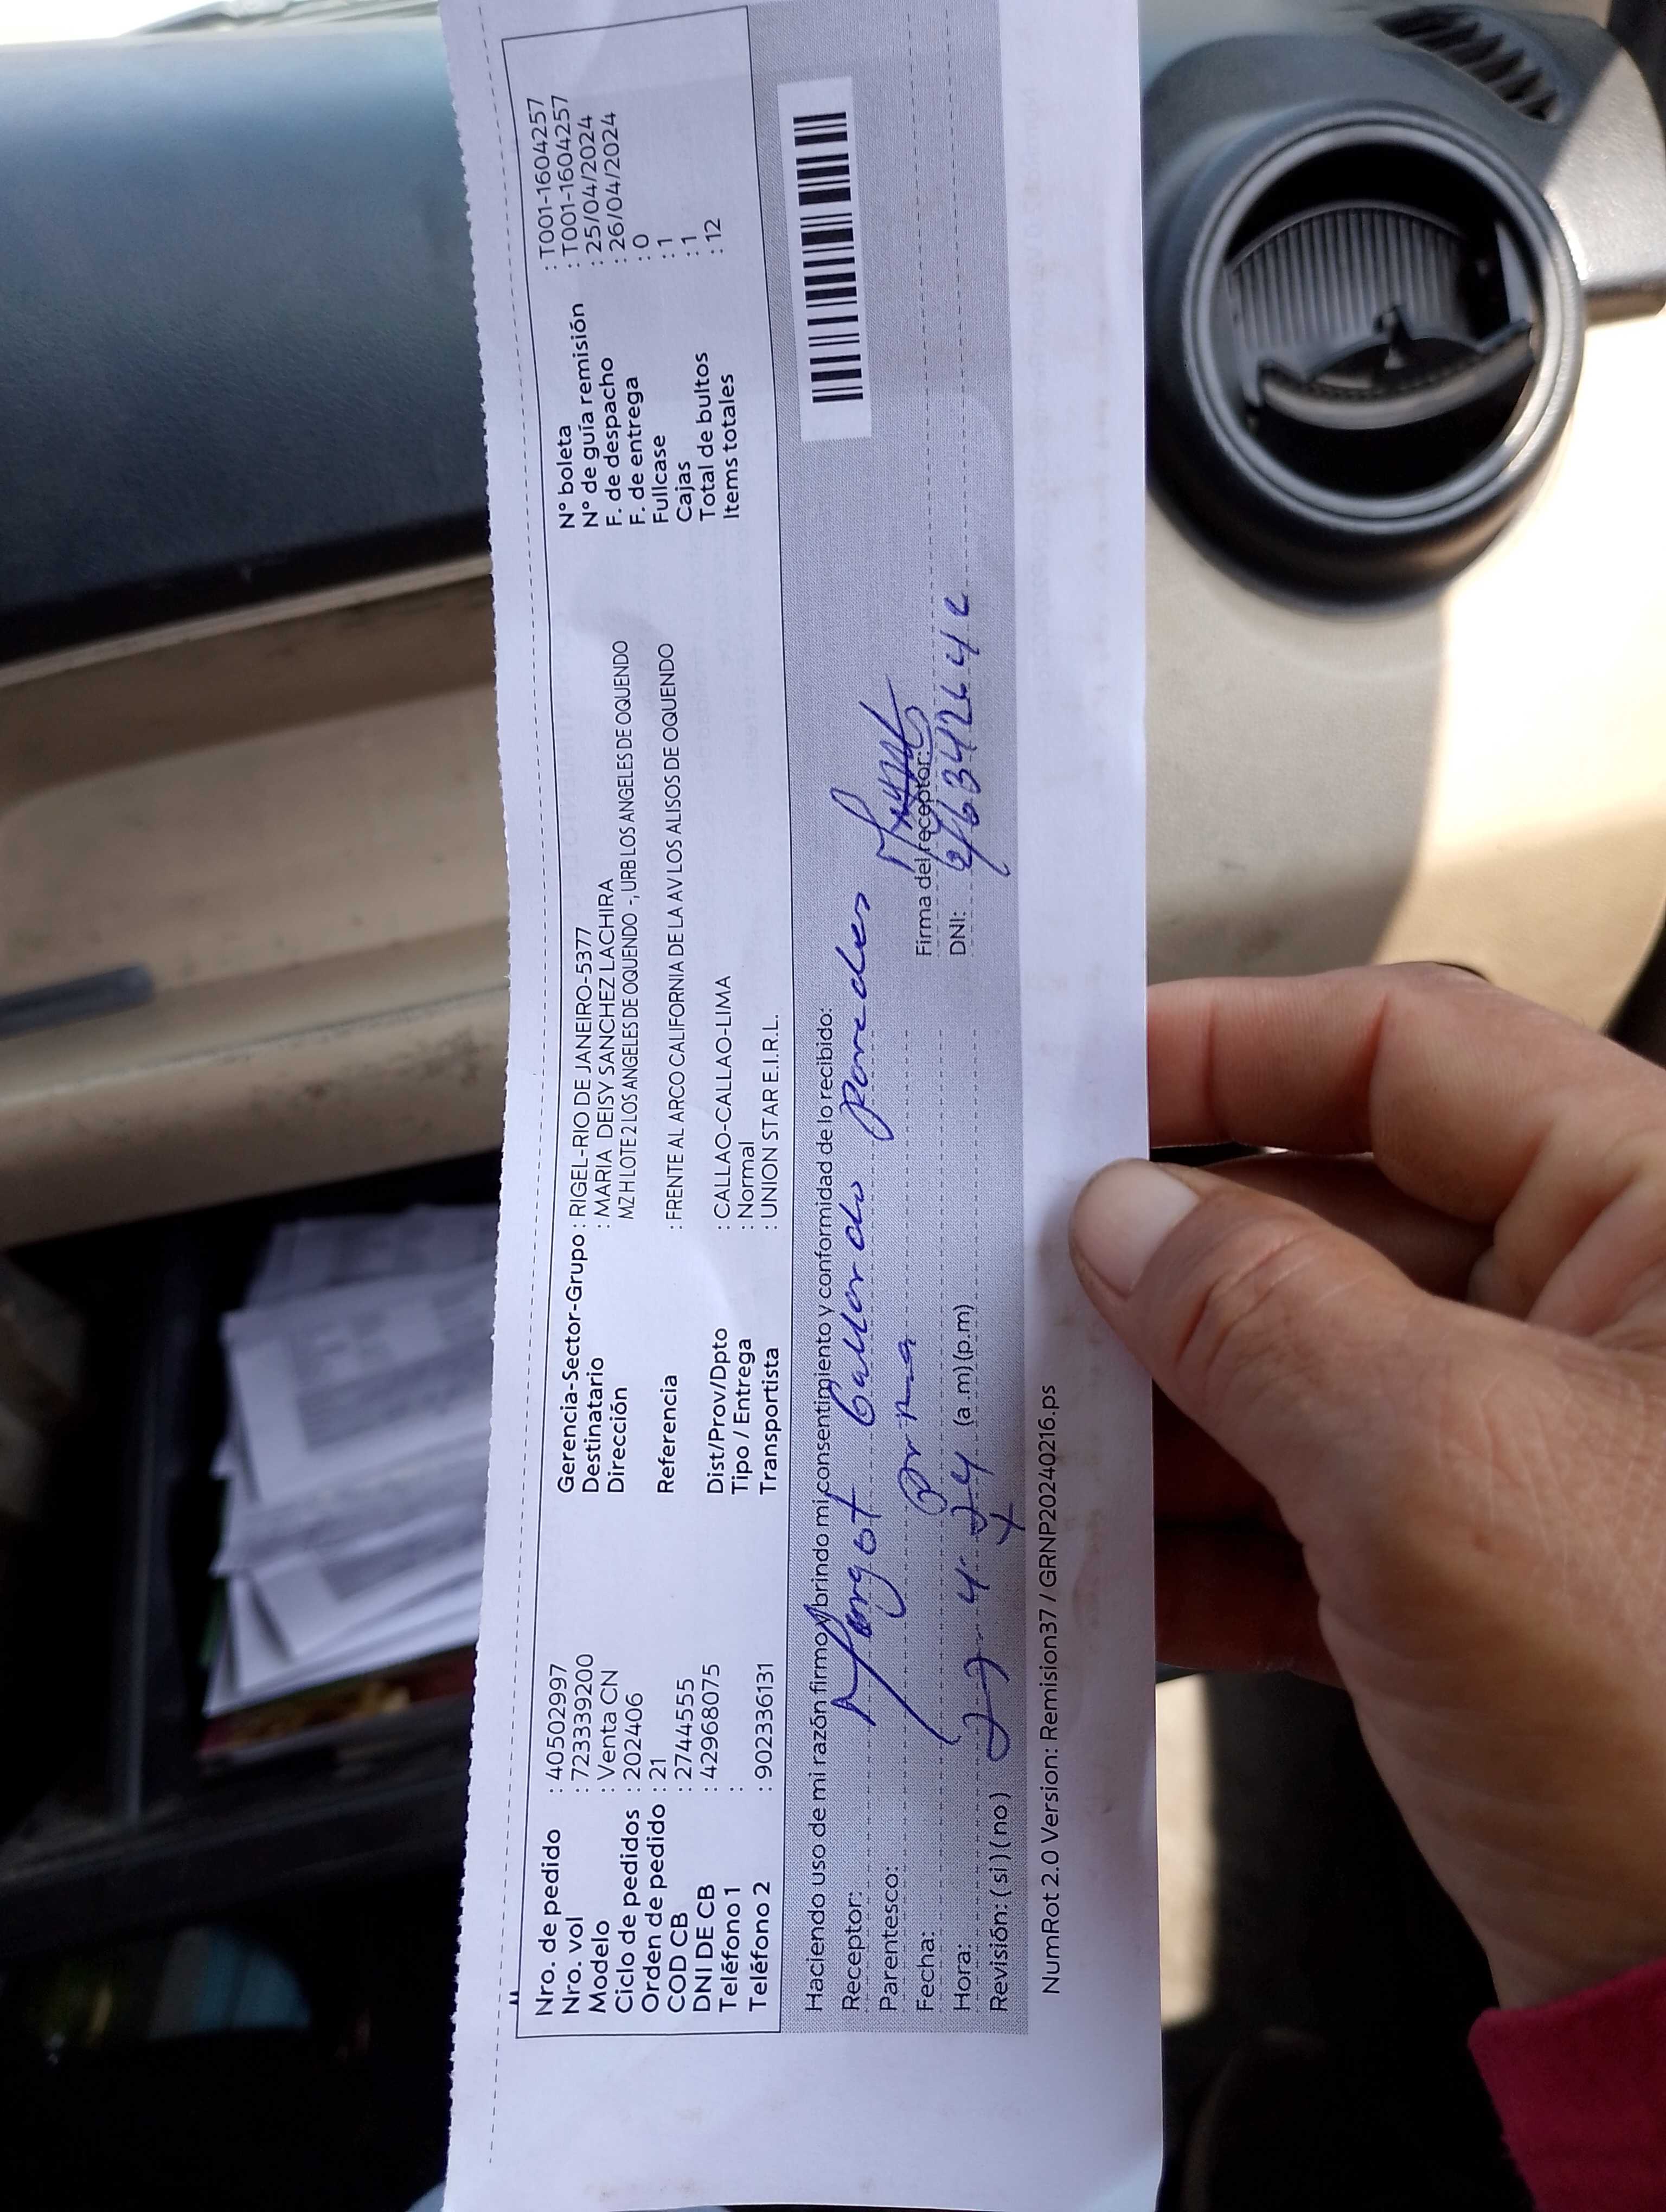 Nro. de pedido : 40502997
Nro. vol : 723339200
Modelo : Venta CN
Ciclo de pedidos : 202406
Orden de pedido : 21
COD CB : 2744555
DNI DE CB : 42968075
Teléfono 1 :
Teléfono 2 : 902336131
Gerencia-Sector-Grupo : RIGEL-RIO DE JANEIRO-5377
Destinatario : MARIA DEISY SANCHEZ LACHIRA
Dirección MZ H LOTE 2 LOS ANGELES DE OQUENDO -, URB LOS ANGELES DE OQUENDO
Referencia : FRENTE AL ARCO CALIFORNIA DE LA AV LOS ALISOS DE OQUENDO
Dist/Prov/Dpto : CALLAO-CALLAO-LIMA
Tipo / Entrega : Normal
Transportista : UNION STAR E.I.R.L.
N° boleta : T001-1604257
N° de guía remisión : T001-1604257
F. de despacho : 25/04/2024
F. de entrega : 26/04/2024
Fullcase : 0
Cajas : 1
Total de bultos : 1
Items totales : 12
Haciendo uso de mi razón firmo y brindo mi consentimiento y conformidad de lo recibido:
Receptor: Margot Gallardo paredes
Parentesco:
Fecha:
Hora: (a.m)(p.m)
Revisión: (si)(no)
Firma del receptor:
DNI:
NumRot 2.0 Version: Remision37 / GRNP20240216.ps